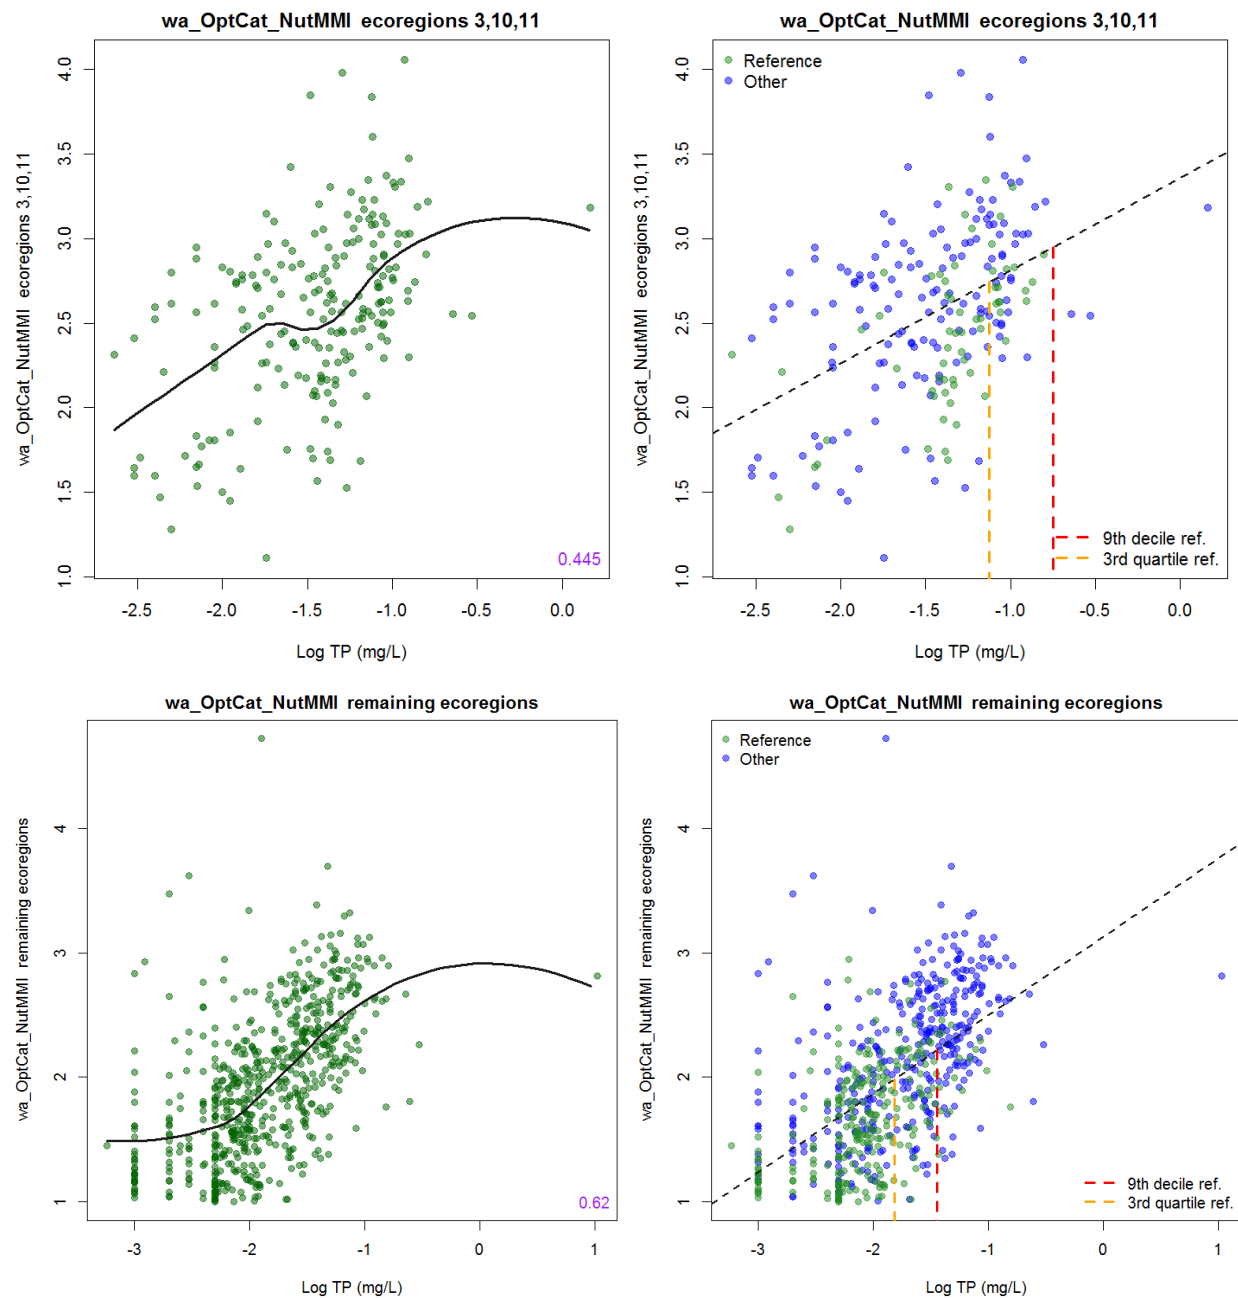 wa_OptCat_NutMMI ecoregions 3,10,11
wa_OptCat_NutMMI ecoregions 3,10,11
4.0
3.5
3.0
2.5
2.0
1.5
1.0
0.445
-2.5 -2.0 -1.5 -1.0 -0.5 0.0
Log TP (mg/L)
wa_OptCat_NutMMI ecoregions 3,10,11
wa_OptCat_NutMMI ecoregions 3,10,11
4.0
3.5
3.0
2.5
2.0
1.5
1.0
Reference
Other
9th decile ref.
3rd quartile ref.
-2.5 -2.0 -1.5 -1.0 -0.5 0.0
Log TP (mg/L)
wa_OptCat_NutMMI remaining ecoregions
wa_OptCat_NutMMI remaining ecoregions
4
3
2
1
0.62
-3 -2 -1 0 1
Log TP (mg/L)
wa_OptCat_NutMMI remaining ecoregions
wa_OptCat_NutMMI remaining ecoregions
4
3
2
1
Reference
Other
9th decile ref.
3rd quartile ref.
-3 -2 -1 0 1
Log TP (mg/L)